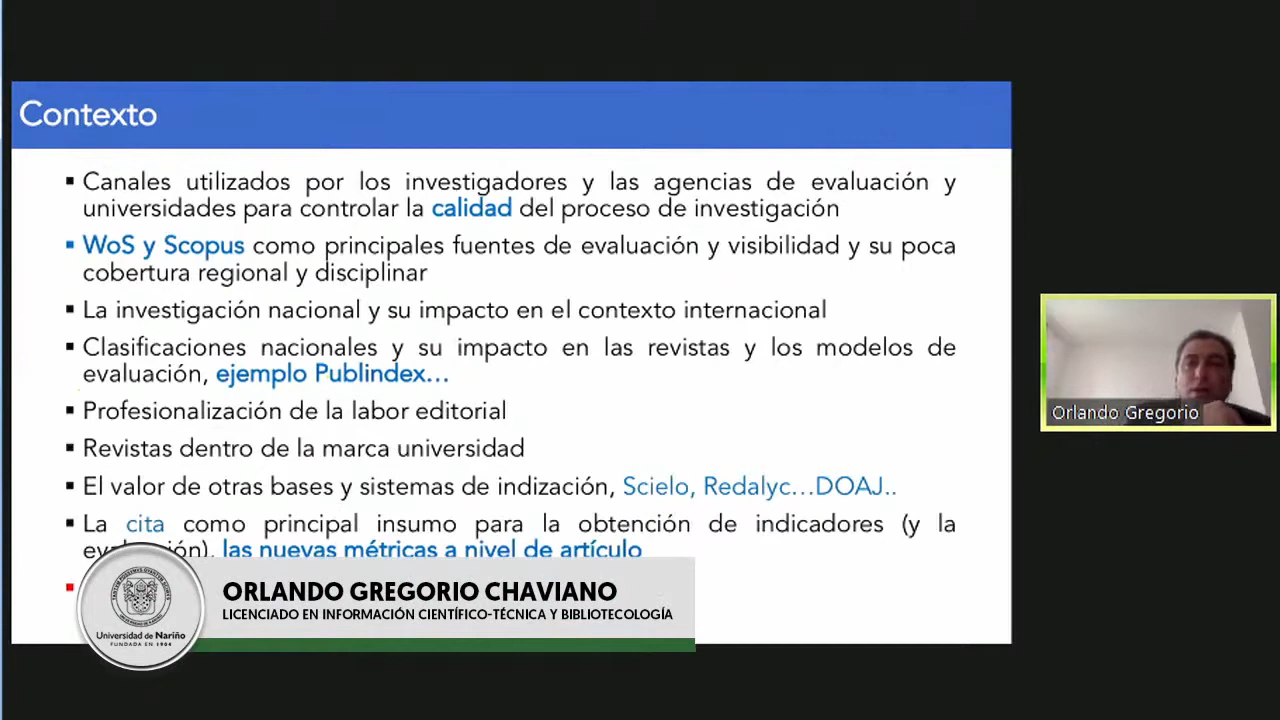 Contexto
▪ Canales utilizados por los investigadores y las agencias de evaluación y
universidades para controlar la calidad del proceso de investigación
▪ WoS y Scopus como principales fuentes de evaluación y visibilidad y su poca
cobertura regional y disciplinar
▪ La investigación nacional y su impacto en el contexto internacional
▪ Clasificaciones nacionales y su impacto en las revistas y los modelos de
evaluación, ejemplo Publindex...
▪ Profesionalización de la labor editorial
▪ Revistas dentro de la marca universidad
▪ El valor de otras bases y sistemas de indización, Scielo, Redalyc...DOAJ..
▪ La cita como principal insumo para la obtención de indicadores (y la
las nuevas métricas a nivel de artículo
Orlando Gregorio
ORLANDO GREGORIO CHAVIANO
LICENCIADO EN INFORMACIÓN CIENTÍFICO-TÉCNICA Y BIBLIOTECOLOGÍA
Universidad de Nariño
FUNDADA EN 1904